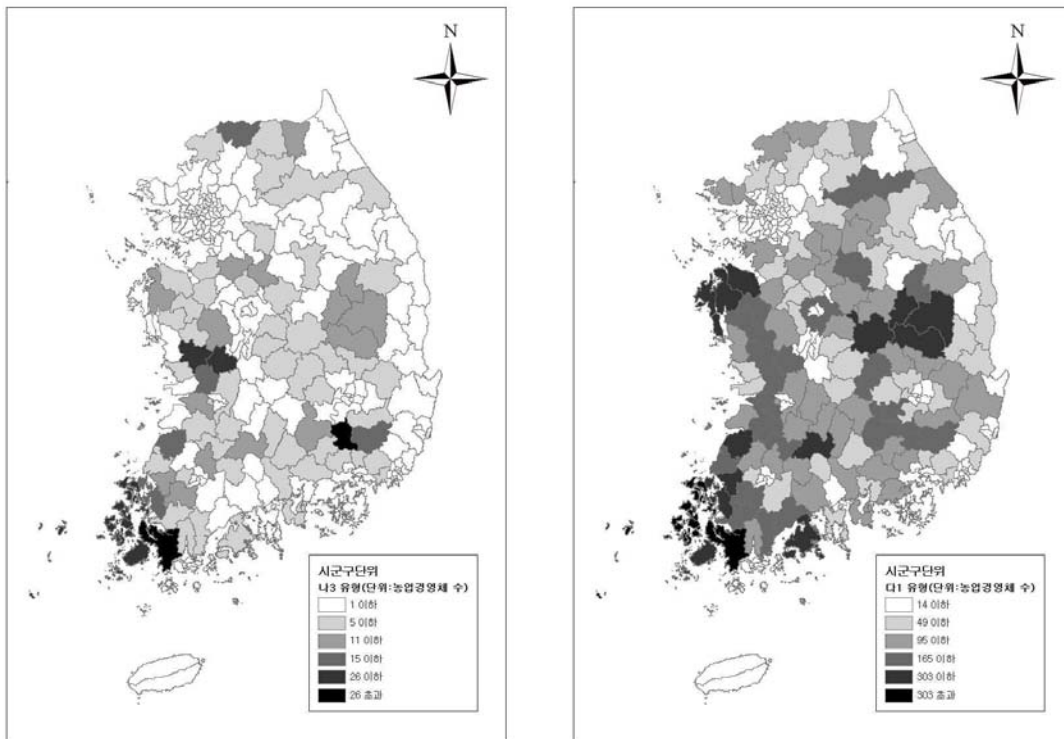 N
시군구단위
나3 유형(단위:농업경영체 수)
1 이하
5 이하
11 이하
15 이하
26 이하
26 초과
N
시군구단위
다1 유형(단위:농업경영체 수)
14 이하
49 이하
95 이하
165 이하
303 이하
303 초과